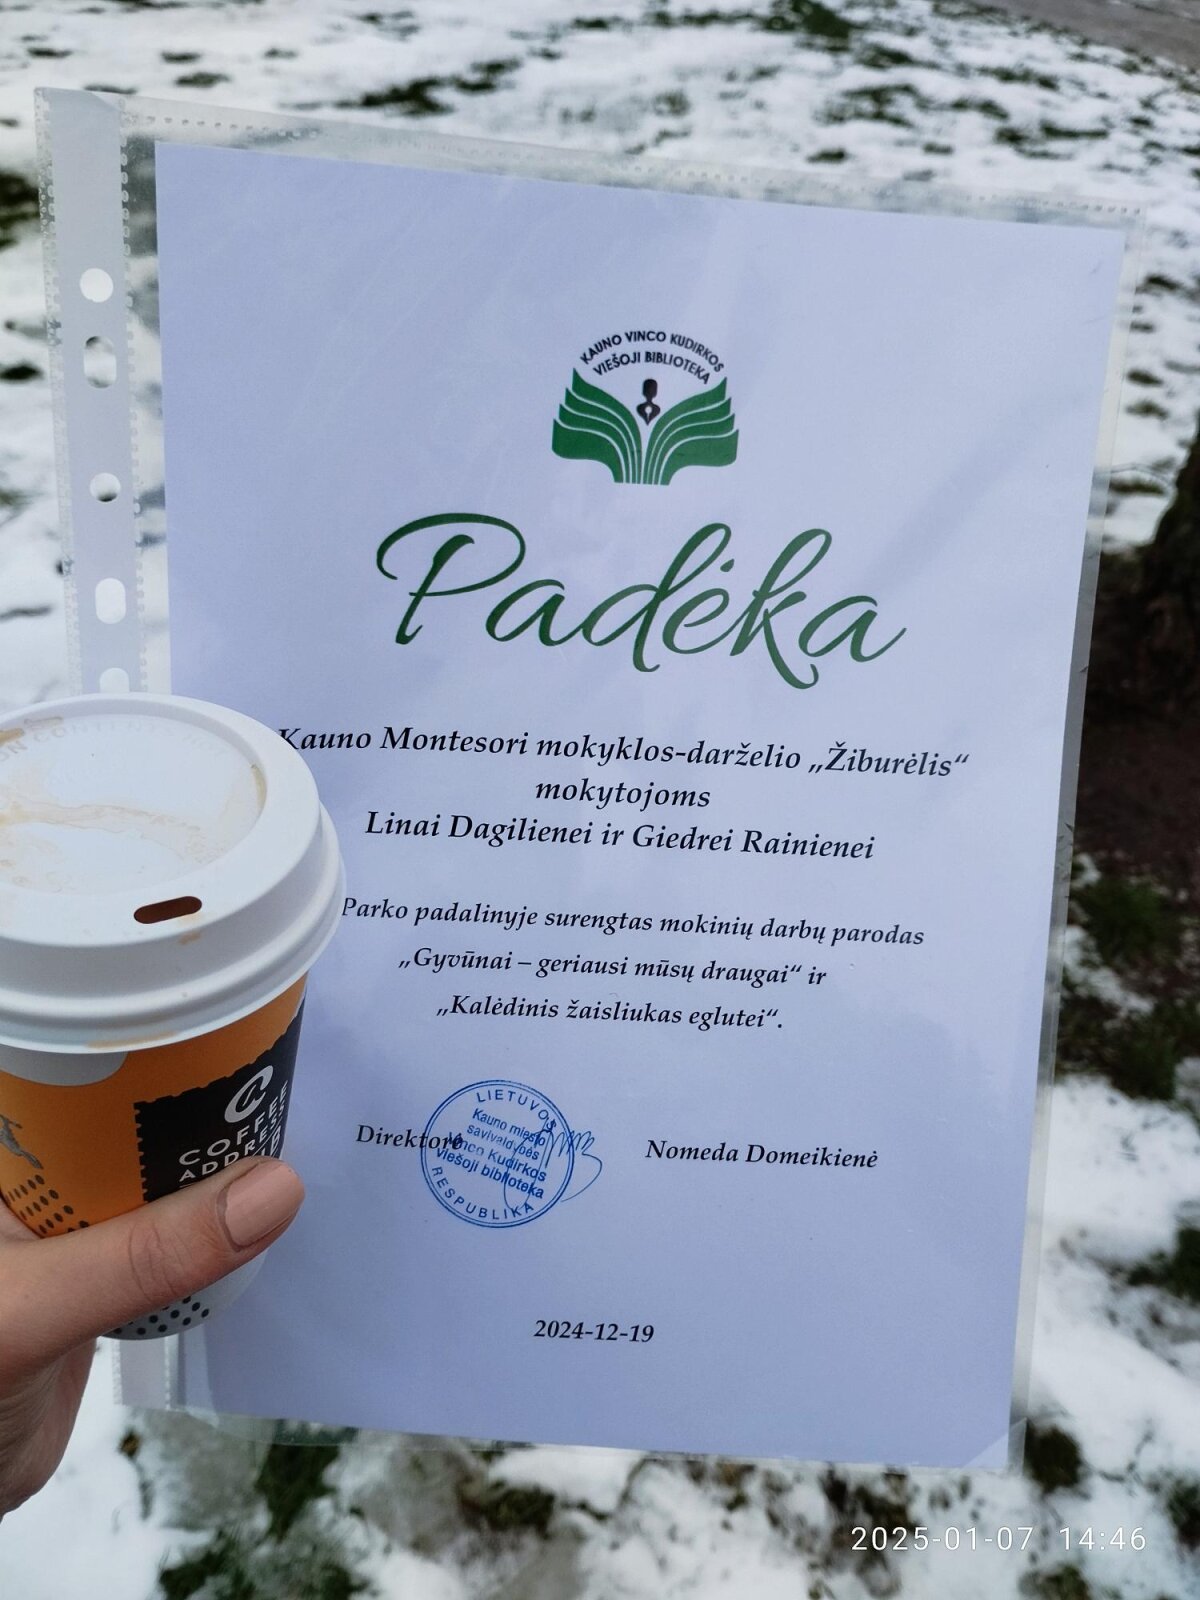 KAUNO VINCO KUDIRKOS
VIEŠOJI BIBLIOTEKA
Padėka
Kauno Montesori mokyklos-darželio „Žiburėlis“
mokytojoms
Linai Dagilienei ir Giedrei Rainienei
Parko padalinyje surengtas mokinių darbų parodas
„Gyvūnai – geriausi mūsų draugai“ ir
„Kalėdinis žaisliukas eglutei“.
Direktorė
Nomeda Domeikienė
LIETUVOS
Kauno miesto
savivaldybės
Vinco Kudirkos
viešoji biblioteka
RESPUBLIKA
2024-12-19
COFFEE
ADDRESS
2025-01-07 14:46